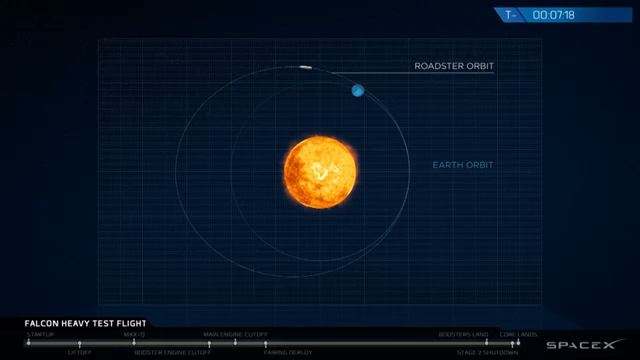 T- 00:07:18
ROADSTER ORBIT
EARTH ORBIT
FALCON HEAVY TEST FLIGHT
STARTUP MAX-Q MAIN ENGINE CUTOFF BOOSTERS LAND CORE LANDS
LIFTOFF BOOSTER ENGINE CUTOFF FAIRING DEPLOY STAGE 2 SHUTDOWN
SPACEX